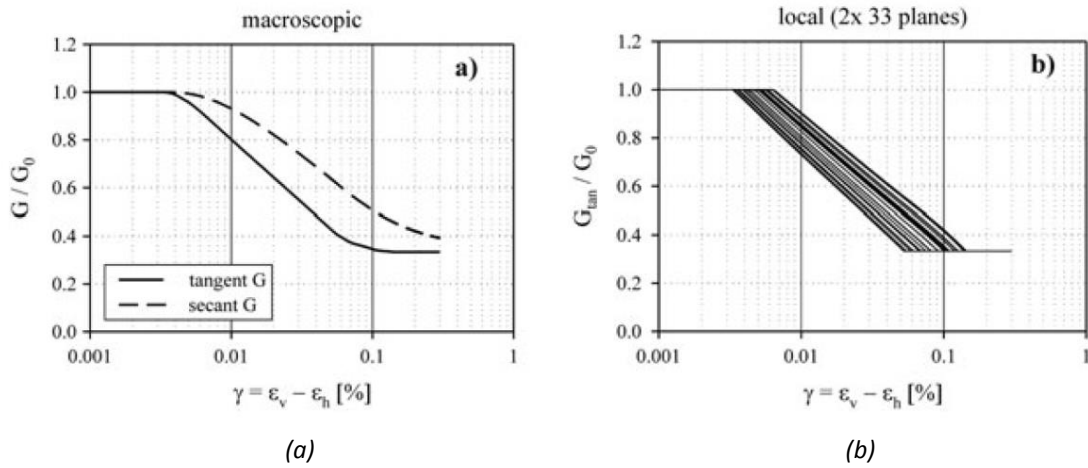 macroscopic
a)
1.2
1.0
0.8
0.6
0.4
0.2
0.0
G / G₀
tangent G
secant G
0.001 0.01 0.1 1
γ = εᵥ − εₕ [%]
(a)
local (2x 33 planes)
b)
1.2
1.0
0.8
0.6
0.4
0.2
0.0
Gₜₐₙ / G₀
0.001 0.01 0.1 1
γ = εᵥ − εₕ [%]
(b)